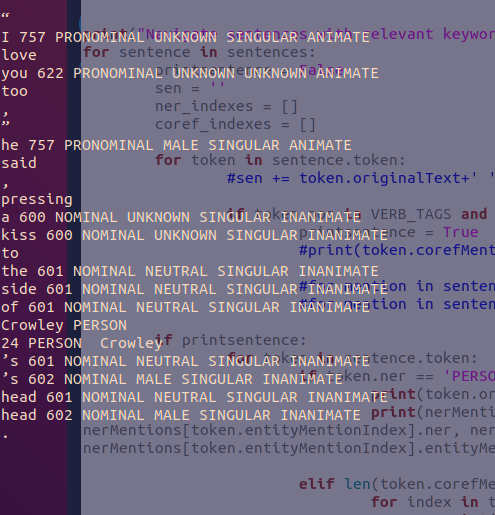 “
I 757 PRONOMINAL UNKNOWN SINGULAR ANIMATE
love
you 622 PRONOMINAL UNKNOWN UNKNOWN ANIMATE
too
,
”
he 757 PRONOMINAL MALE SINGULAR ANIMATE
said
,
pressing
a 600 NOMINAL UNKNOWN SINGULAR INANIMATE
kiss 600 NOMINAL UNKNOWN SINGULAR INANIMATE
to
the 601 NOMINAL NEUTRAL SINGULAR INANIMATE
side 601 NOMINAL NEUTRAL SINGULAR INANIMATE
of 601 NOMINAL NEUTRAL SINGULAR INANIMATE
Crowley PERSON
24 PERSON  Crowley
’s 601 NOMINAL NEUTRAL SINGULAR INANIMATE
’s 602 NOMINAL MALE SINGULAR INANIMATE
head 601 NOMINAL NEUTRAL SINGULAR INANIMATE
head 602 NOMINAL MALE SINGULAR INANIMATE
.
sentences with relevant keywor
for sentence in sentences:
printsentence = False
sen = ''
ner_indexes = []
coref_indexes = []
for token in sentence.token:
#sen += token.originalText+' '
if in VERB_TAGS and
printsentence = True
#print(token.corefMent
#for mention in senten
#for mention in senten
if printsentence:
for token in sentence.token:
if token.ner == 'PERSO
print(token.or
print(nerMenti
nerMentions[token.entityMentionIndex].ner, ner
nerMentions[token.entityMentionIndex].entityMe
elif len(token.corefMe
for index in t